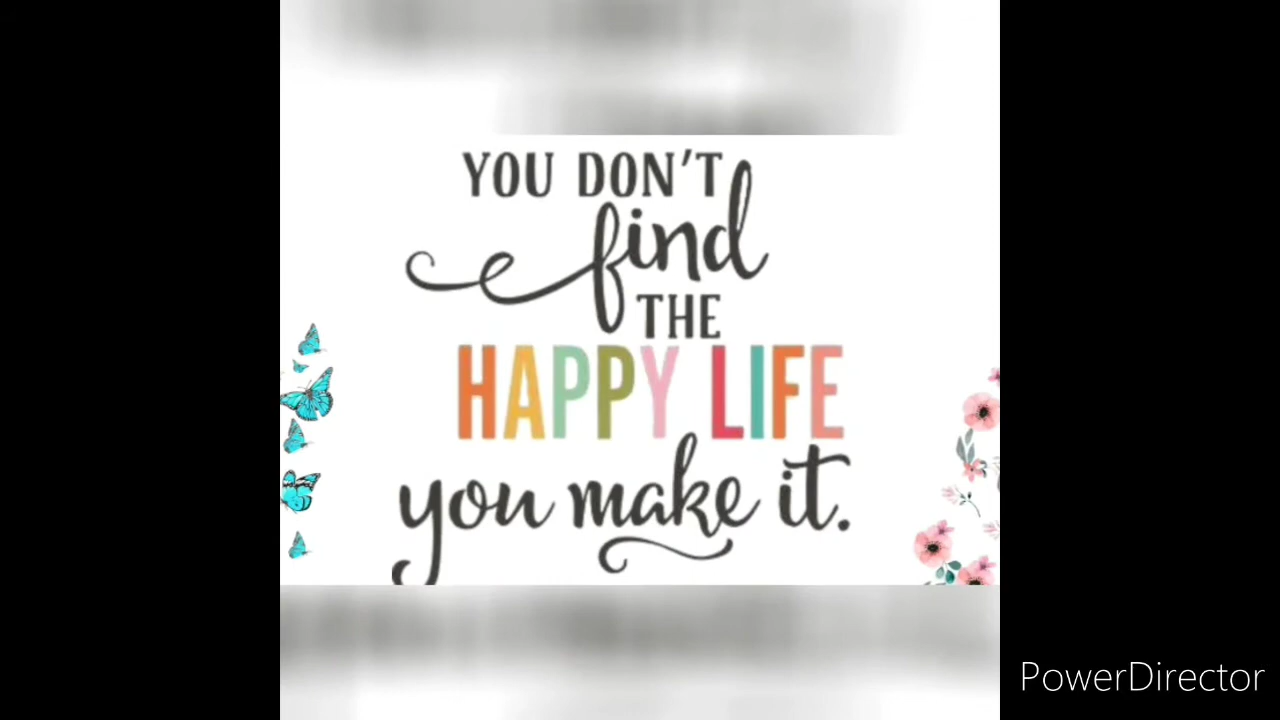 YOU DON'T
find
THE
HAPPY LIFE
you make it.
PowerDirector